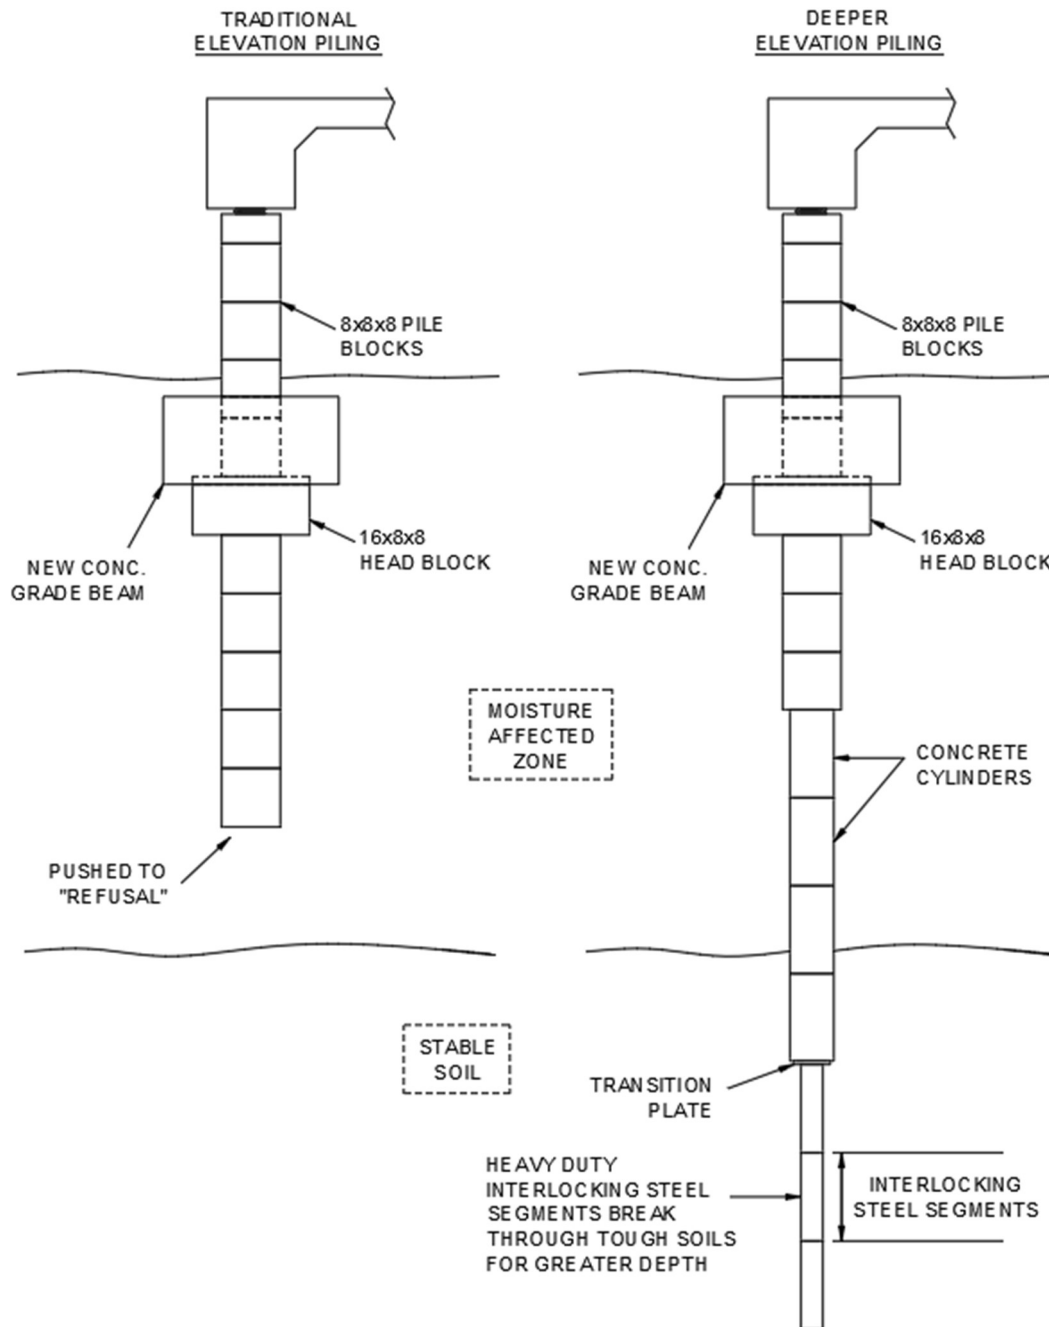 TRADITIONAL
ELEVATION PILING
DEEPER
ELEVATION PILING
8x8x8 PILE
BLOCKS
8x8x8 PILE
BLOCKS
16x8x8
HEAD BLOCK
NEW CONC.
GRADE BEAM
16x8x8
HEAD BLOCK
NEW CONC.
GRADE BEAM
MOISTURE
AFFECTED
ZONE
CONCRETE
CYLINDERS
PUSHED TO
"REFUSAL"
STABLE
SOIL
TRANSITION
PLATE
HEAVY DUTY
INTERLOCKING STEEL
SEGMENTS BREAK
THROUGH TOUGH SOILS
FOR GREATER DEPTH
INTERLOCKING
STEEL SEGMENTS